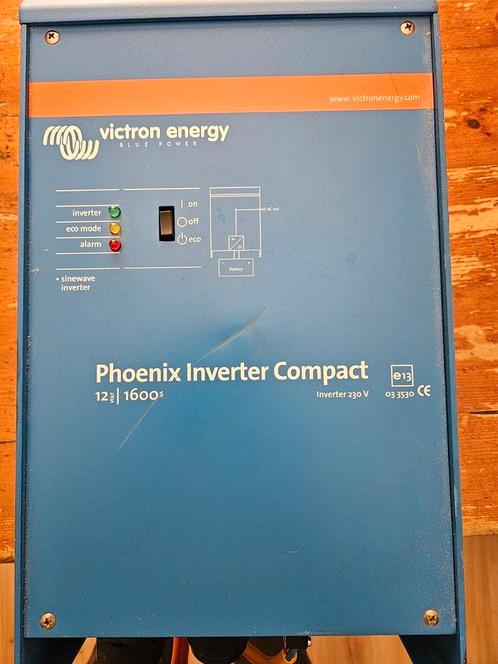 www.victronenergy.com
victron energy
BLUE POWER
inverter
eco mode
alarm
on
off
eco
AC out
Battery
• sinewave
inverter
Phoenix Inverter Compact
12 VOLT | 1600
Inverter 230 V
e13
03 3530 CE